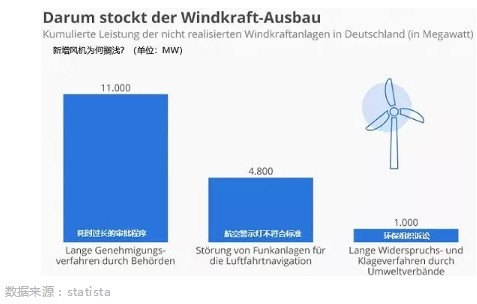 Darum stockt der Windkraft-Ausbau
Kumulierte Leistung der nicht realisierten Windkraftanlagen in Deutschland (in Megawatt)
新增风机为何搁浅？（单位：MW）
11.000
4.800
1.000
耗时过长的审批程序
航空警示灯不符合标准
环保组织诉讼
Lange Genehmigungs-
verfahren durch Behörden
Störung von Funkanlagen für
die Luftfahrtnavigation
Lange Widerspruchs- und
Klageverfahren durch
Umweltverbände
数据来源：statista